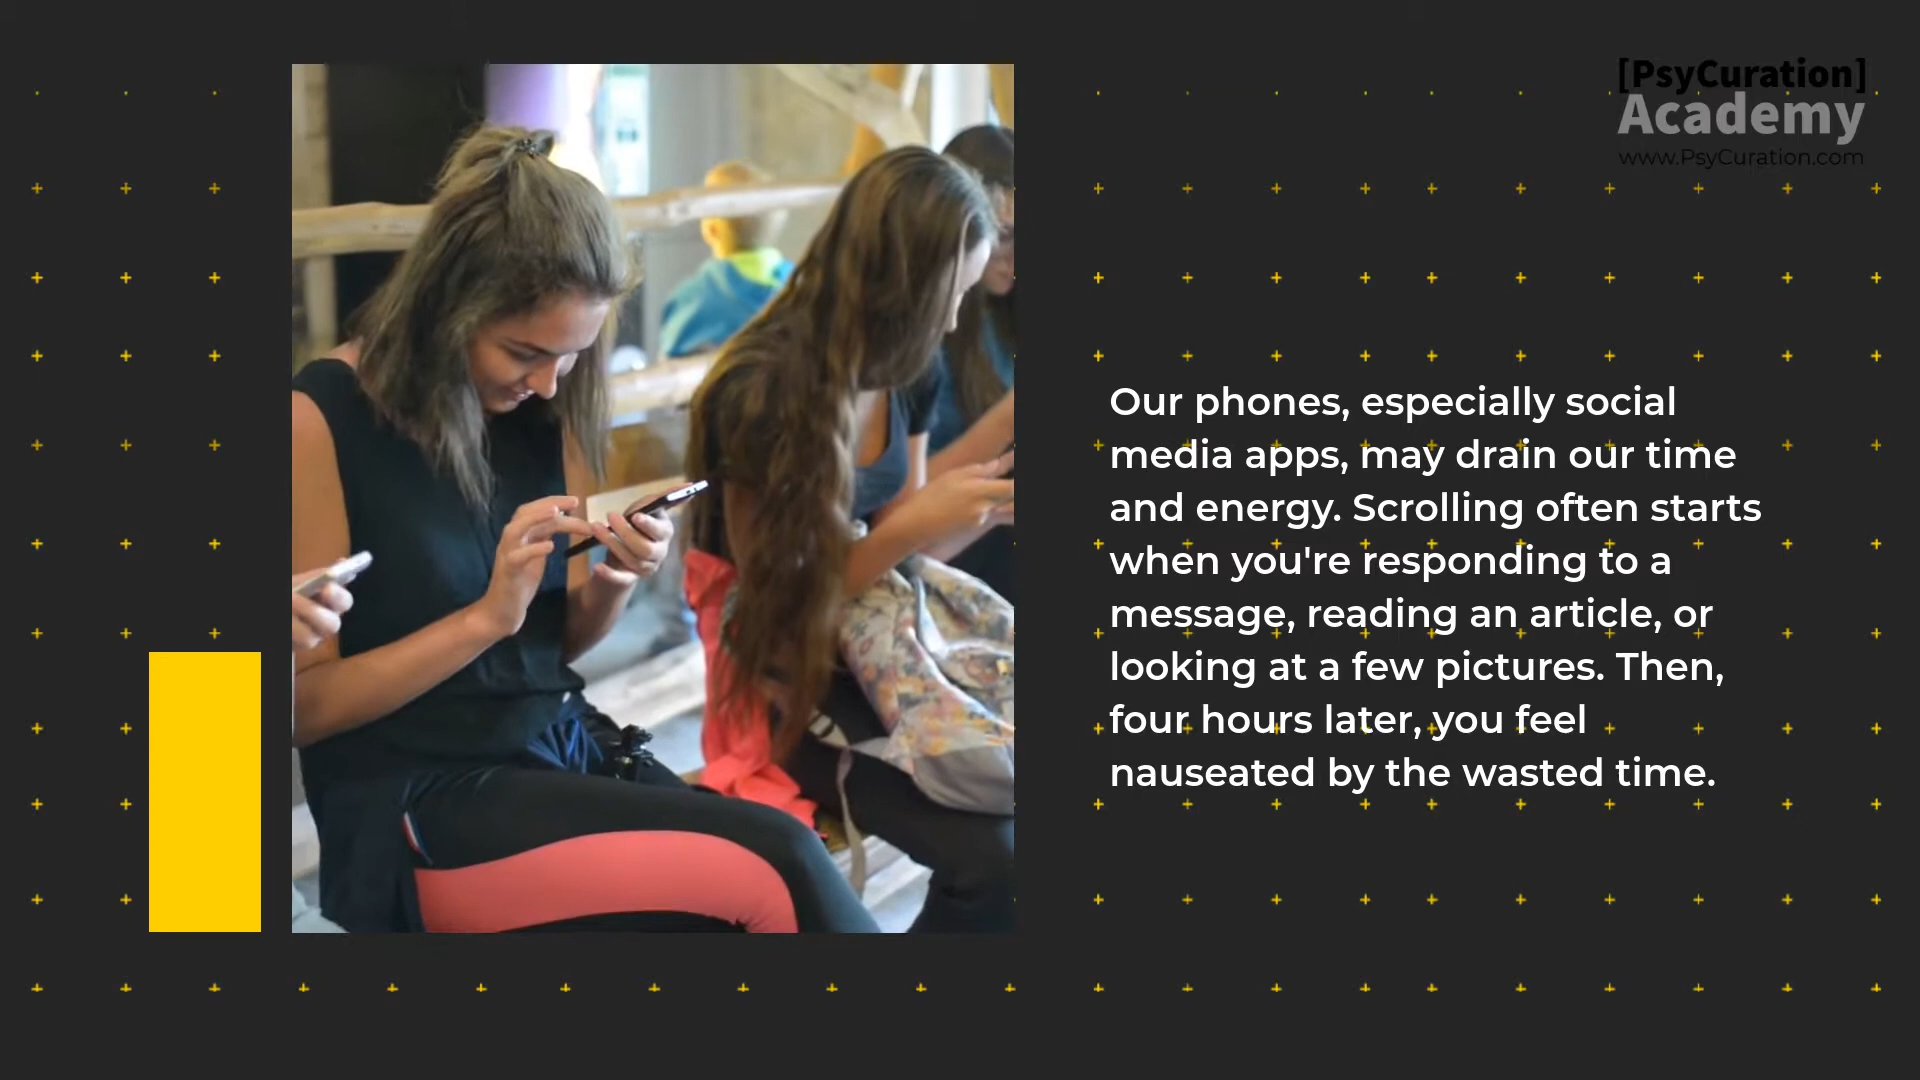 [PsyCuration]
Academy
www.PsyCuration.com
Our phones, especially social
media apps, may drain our time
and energy. Scrolling often starts
when you're responding to a
message, reading an article, or
looking at a few pictures. Then,
four hours later, you feel
nauseated by the wasted time.